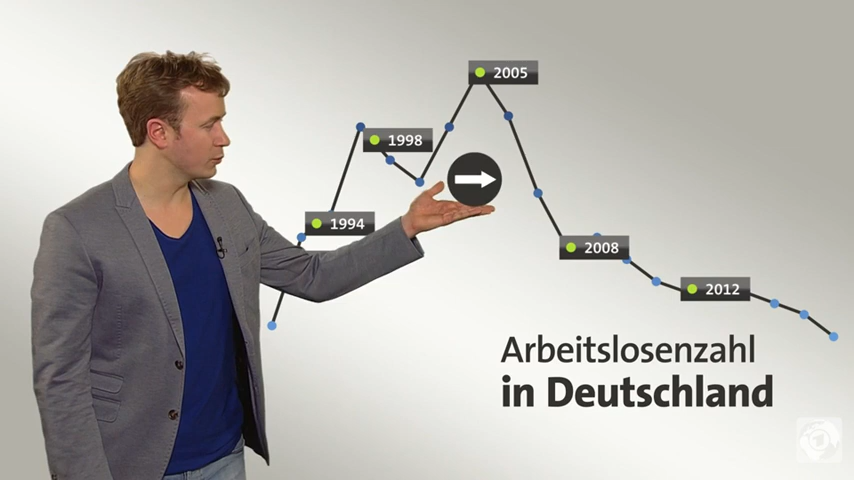 2005
1998
1994
2008
2012
Arbeitslosenzahl
in Deutschland